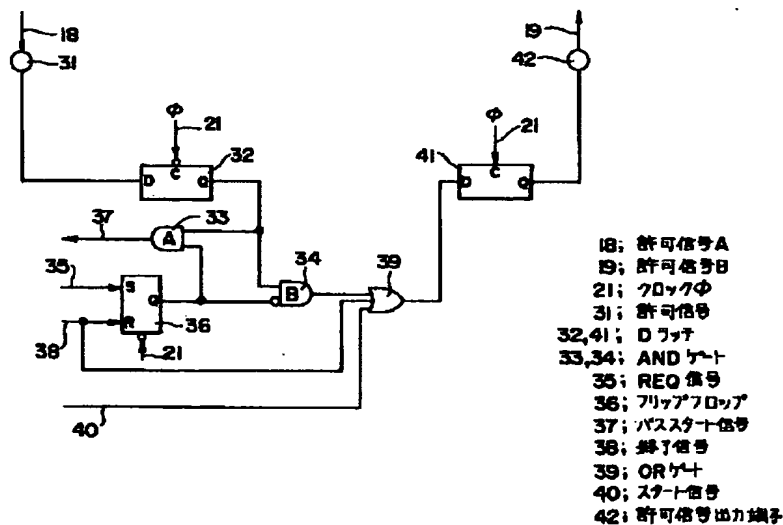 18
31
19
42
Φ
21
32
D
C
Q
Φ
21
41
D
C
Q
37
A
33
35
S
Q
36
38
R
21
B
34
39
40
18; 許可信号A
19; 許可信号B
21; クロックΦ
31; 許可信号
32,41; Dラッチ
33,34; ANDゲート
35; REQ信号
36; フリップフロップ
37; バススタート信号
38; 終了信号
39; ORゲート
40; スタート信号
42; 許可信号出力端子